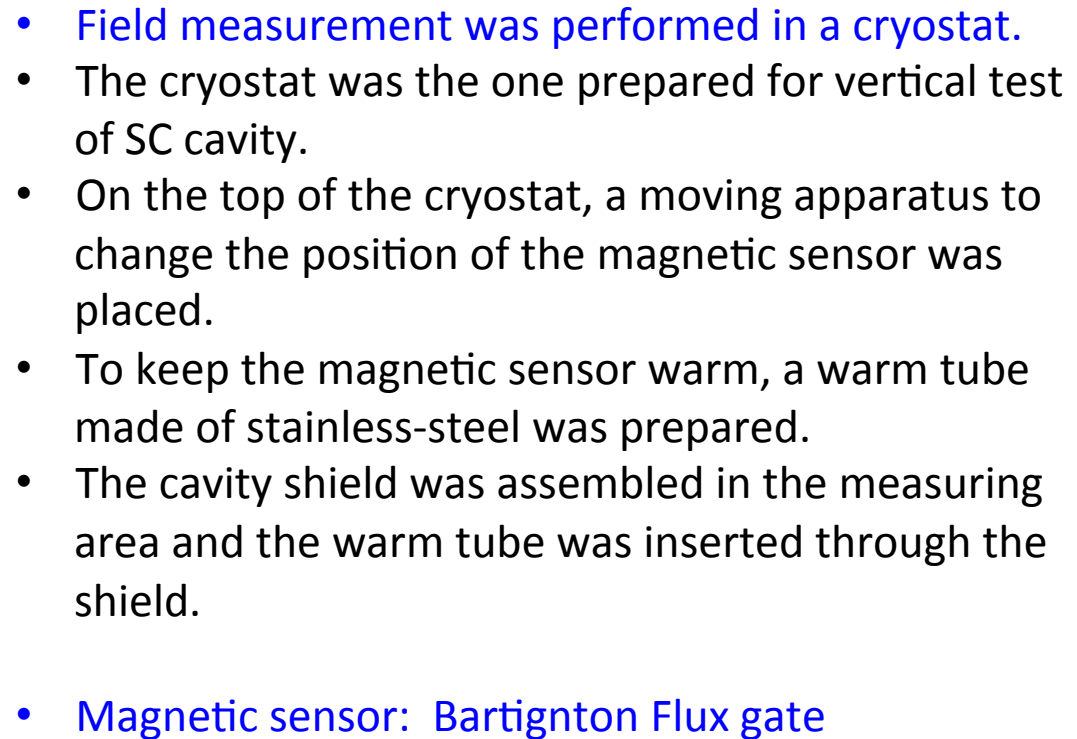 • Field measurement was performed in a cryostat.
• The cryostat was the one prepared for vertical test
of SC cavity.
• On the top of the cryostat, a moving apparatus to
change the position of the magnetic sensor was
placed.
• To keep the magnetic sensor warm, a warm tube
made of stainless-steel was prepared.
• The cavity shield was assembled in the measuring
area and the warm tube was inserted through the
shield.
• Magnetic sensor: Bartignton Flux gate